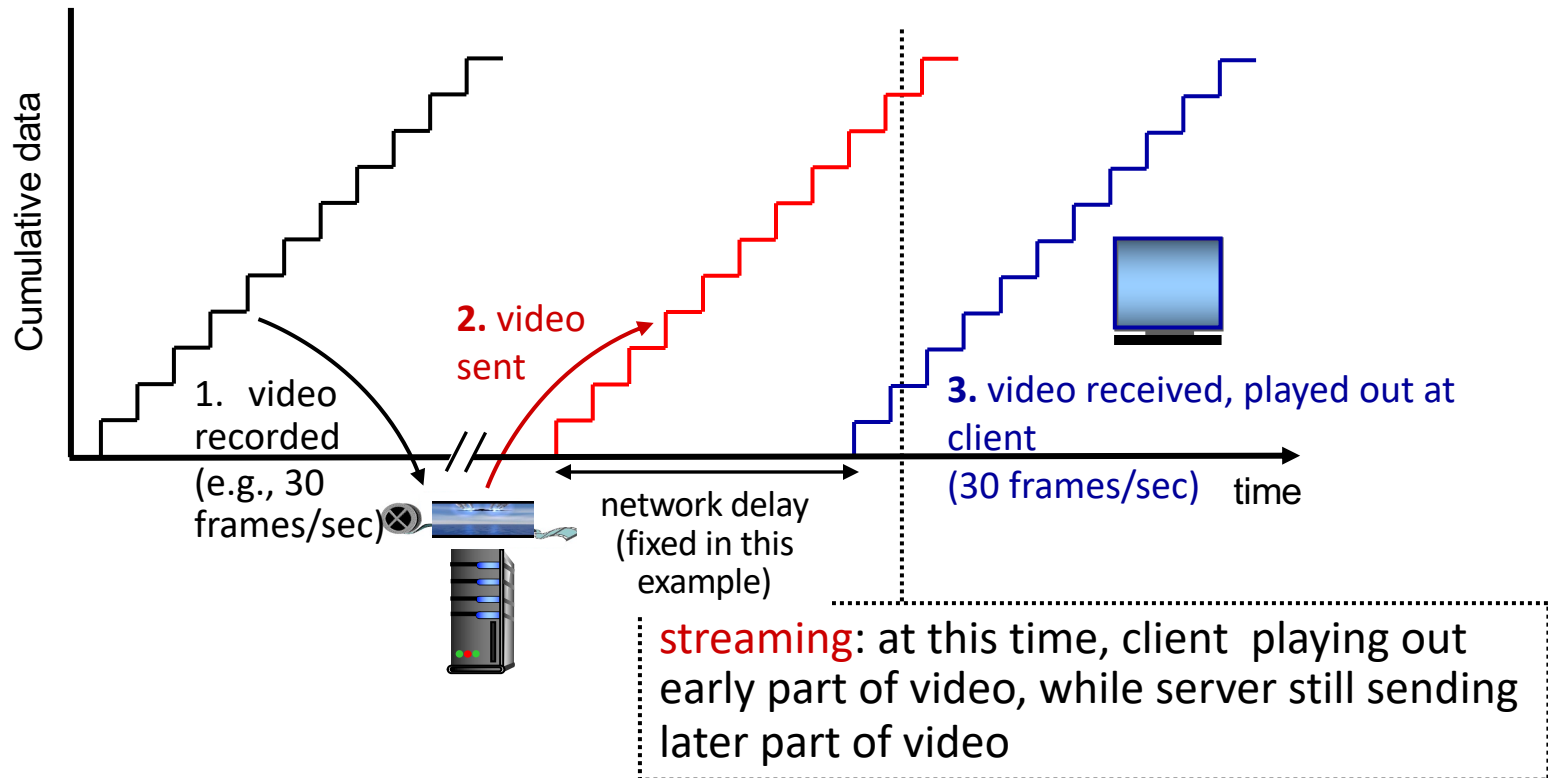 Cumulative data
1. video
recorded
(e.g., 30
frames/sec)
2. video
sent
3. video received, played out at
client
(30 frames/sec)
time
network delay
(fixed in this
example)
streaming: at this time, client playing out
early part of video, while server still sending
later part of video